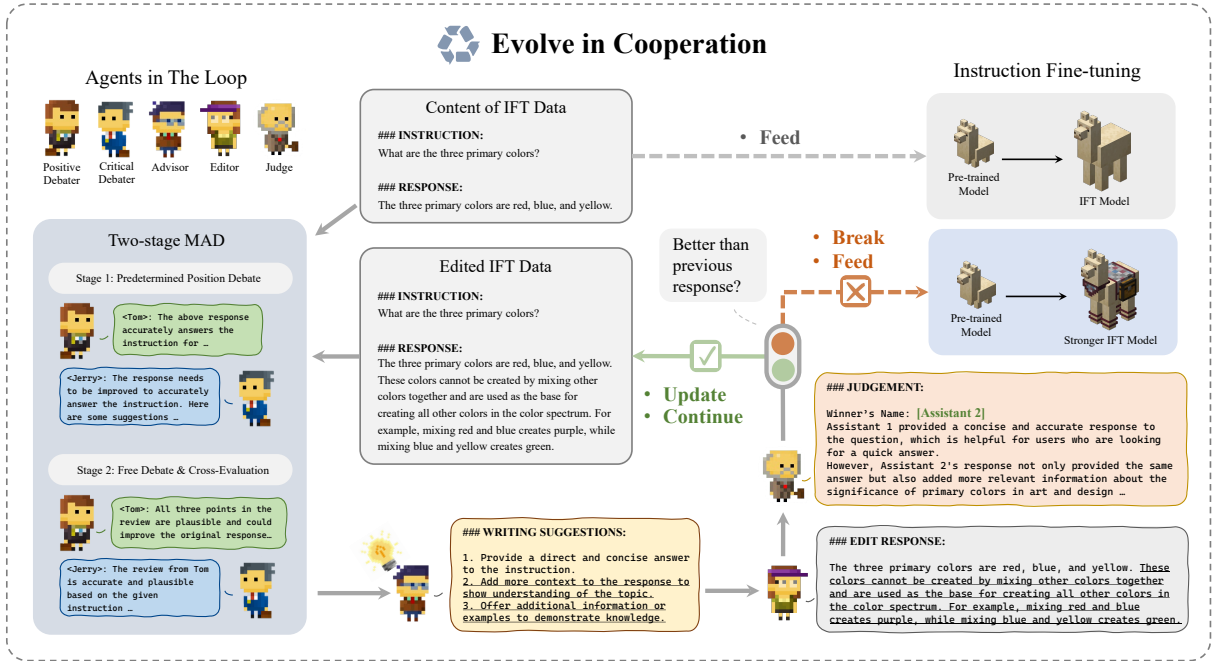 Evolve in Cooperation
Agents in The Loop
Positive
Debater
Critical
Debater
Advisor
Editor
Judge
Content of IFT Data
### INSTRUCTION:
What are the three primary colors?
### RESPONSE:
The three primary colors are red, blue, and yellow.
• Feed
Instruction Fine-tuning
Pre-trained
Model
IFT Model
Two-stage MAD
Stage 1: Predetermined Position Debate
<Tom>: The above response
accurately answers the
instruction for …
<Jerry>: The response needs
to be improved to accurately
answer the instruction. Here
are some suggestions …
Stage 2: Free Debate & Cross-Evaluation
<Tom>: All three points in the
review are plausible and could
improve the original response…
<Jerry>: The review from Tom
is accurate and plausible
based on the given
instruction …
Edited IFT Data
### INSTRUCTION:
What are the three primary colors?
### RESPONSE:
The three primary colors are red, blue, and yellow.
These colors cannot be created by mixing other
colors together and are used as the base for
creating all other colors in the color spectrum. For
example, mixing red and blue creates purple, while
mixing blue and yellow creates green.
Better than
previous
response?
• Break
• Feed
Pre-trained
Model
Stronger IFT Model
• Update
• Continue
### JUDGEMENT:
Winner's Name: [Assistant 2]
Assistant 1 provided a concise and accurate response to
the question, which is helpful for users who are looking
for a quick answer.
However, Assistant 2's response not only provided the same
answer but also added more relevant information about the
significance of primary colors in art and design …
### WRITING SUGGESTIONS:
1. Provide a direct and concise answer
to the instruction.
2. Add more context to the response to
show understanding of the topic.
3. Offer additional information or
examples to demonstrate knowledge.
### EDIT RESPONSE:
The three primary colors are red, blue, and yellow. These
colors cannot be created by mixing other colors together
and are used as the base for creating all other colors in
the color spectrum. For example, mixing red and blue
creates purple, while mixing blue and yellow creates green.